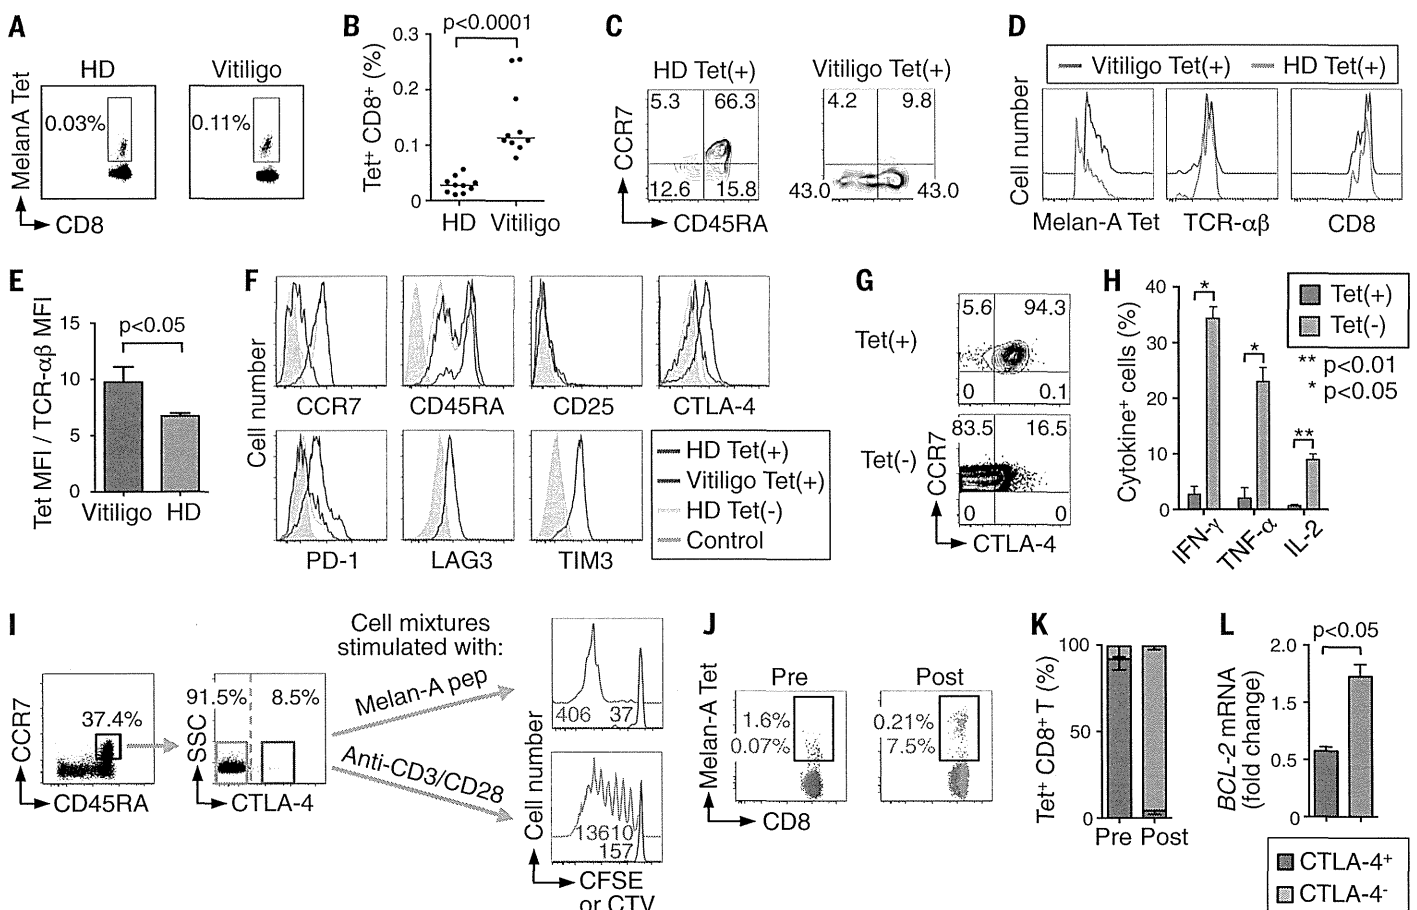 A
HD
Vitiligo
MelanA Tet
0.03%
0.11%
CD8
B
p<0.0001
Tet⁺ CD8⁺ (%)
0.3
0.2
0.1
0
HD
Vitiligo
C
HD Tet(+)
Vitiligo Tet(+)
5.3
66.3
12.6
15.8
4.2
9.8
43.0
43.0
CCR7
CD45RA
D
Vitiligo Tet(+)
HD Tet(+)
Cell number
Melan-A Tet
TCR-αβ
CD8
E
Tet MFI / TCR-αβ MFI
15
10
5
0
p<0.05
Vitiligo
HD
F
Cell number
CCR7
CD45RA
CD25
CTLA-4
PD-1
LAG3
TIM3
HD Tet(+)
Vitiligo Tet(+)
HD Tet(-)
Control
G
Tet(+)
5.6
94.3
0
0.1
Tet(-)
83.5
16.5
0
0
CCR7
CTLA-4
H
Cytokine⁺ cells (%)
40
30
20
10
0
*
*
**
IFN-γ
TNF-α
IL-2
Tet(+)
Tet(-)
** p<0.01
* p<0.05
I
CCR7
37.4%
CD45RA
SSC
91.5%
8.5%
CTLA-4
Cell mixtures
stimulated with:
Melan-A pep
Anti-CD3/CD28
406
37
13610
157
Cell number
CFSE
or CTV
J
Pre
Post
Melan-A Tet
1.6%
0.07%
0.21%
7.5%
CD8
K
Tet⁺ CD8⁺ T (%)
100
50
0
Pre
Post
L
p<0.05
BCL-2 mRNA
(fold change)
2.0
1.5
0.5
0
CTLA-4⁺
CTLA-4⁻